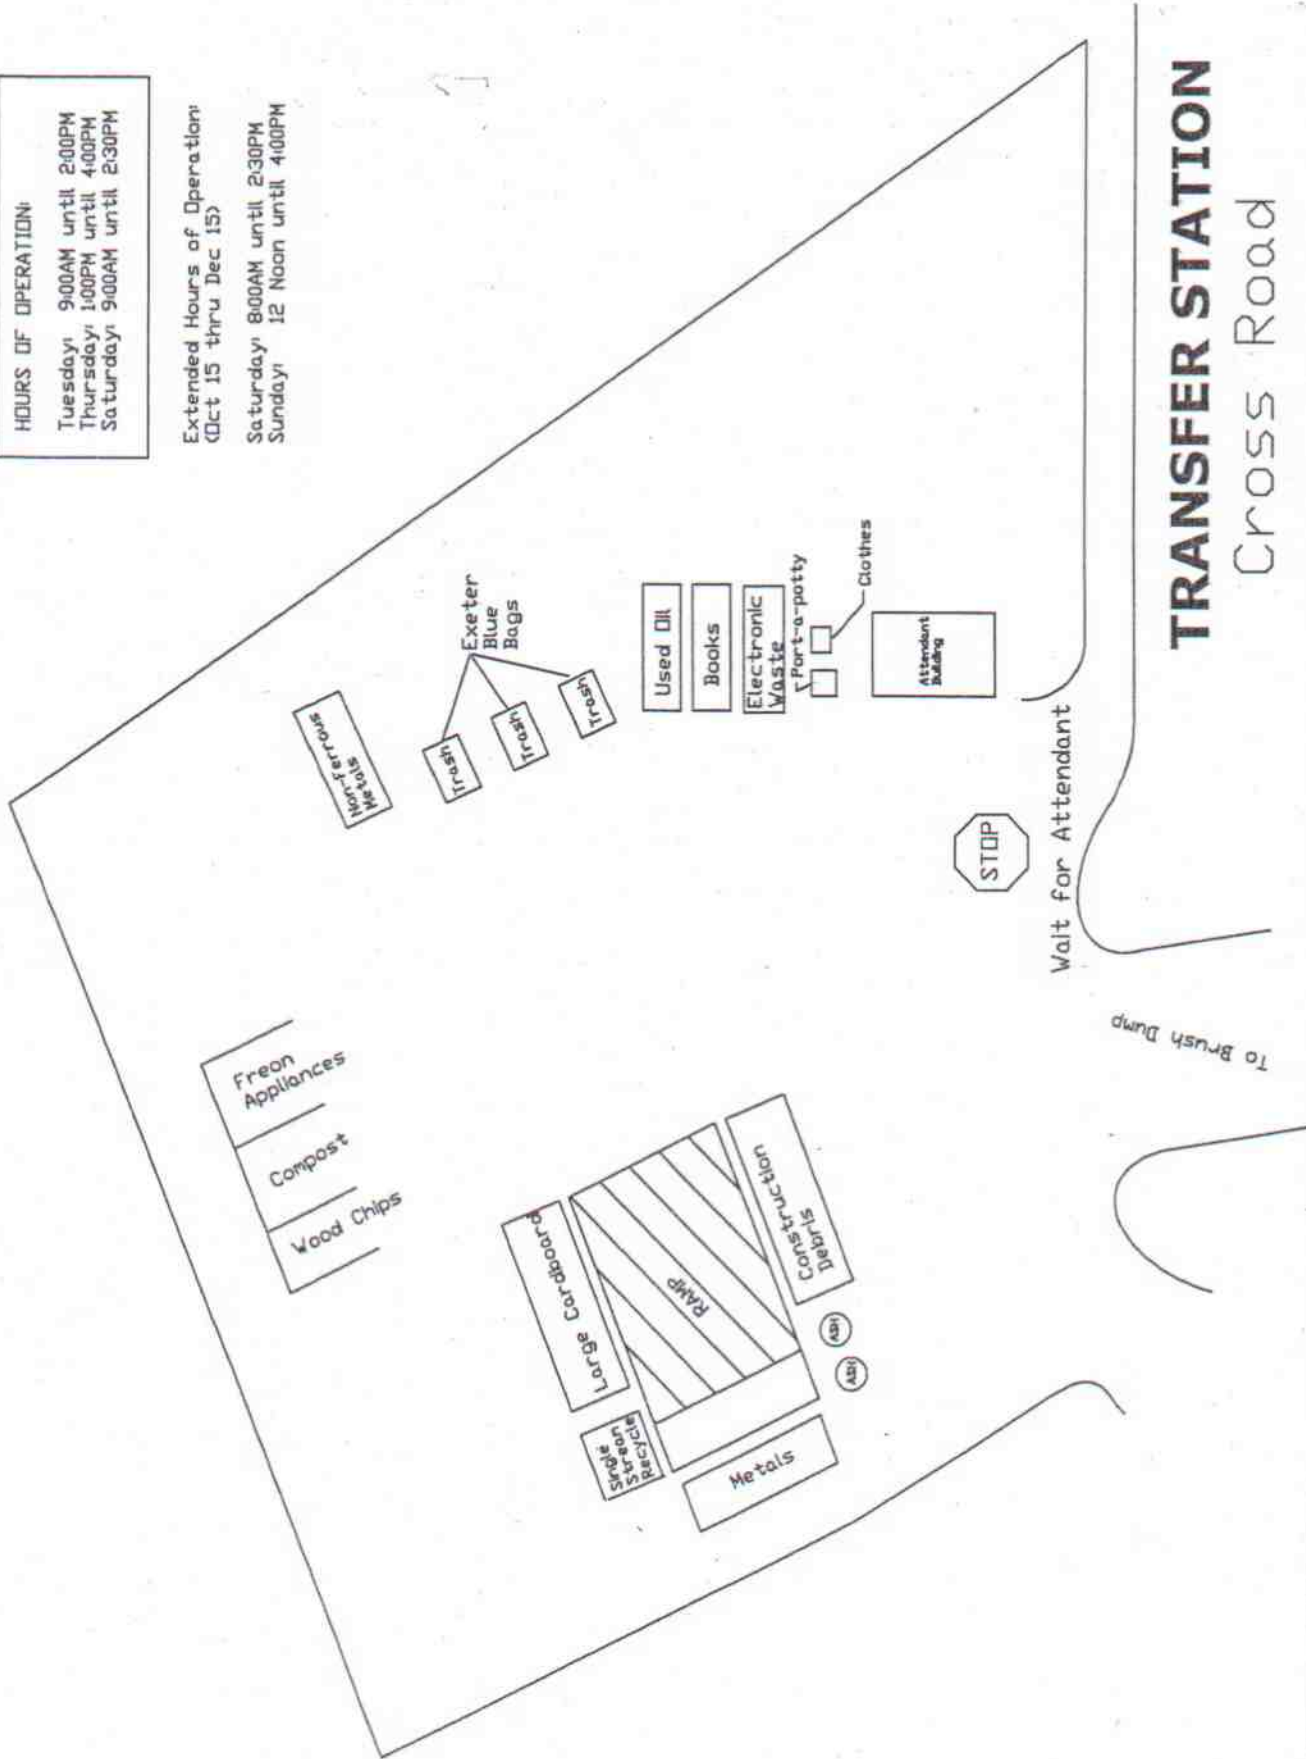 HOURS OF OPERATION:
Tuesday: 9:00AM until 2:00PM
Thursday: 1:00PM until 4:00PM
Saturday: 9:00AM until 2:30PM
Extended Hours of Operation:
(Oct 15 thru Dec 15)
Saturday: 8:00AM until 2:30PM
Sunday: 12 Noon until 4:00PM
Freon
Appliances
Compost
Wood Chips
Non-Ferrous
Metals
Exeter
Blue
Bags
Trash
Trash
Trash
Large Cardboard
Single
Stream
Recycle
RAMP
Metals
Construction
Debris
ASH
ASH
Used Oil
Books
Electronic
Waste
Port-a-potty
Clothes
Attendant
Building
STOP
Wait for Attendant
To Brush Dump
TRANSFER STATION
Cross Road